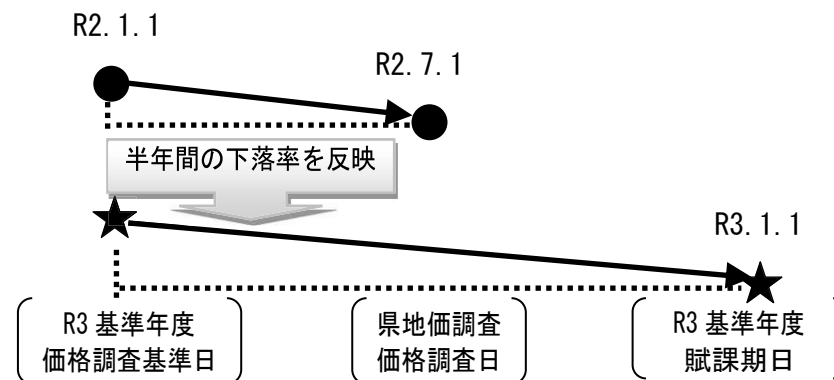 R2.1.1
R2.7.1
半年間の下落率を反映
R3.1.1
R3 基準年度
価格調査基準日
県地価調査
価格調査日
R3 基準年度
賦課期日